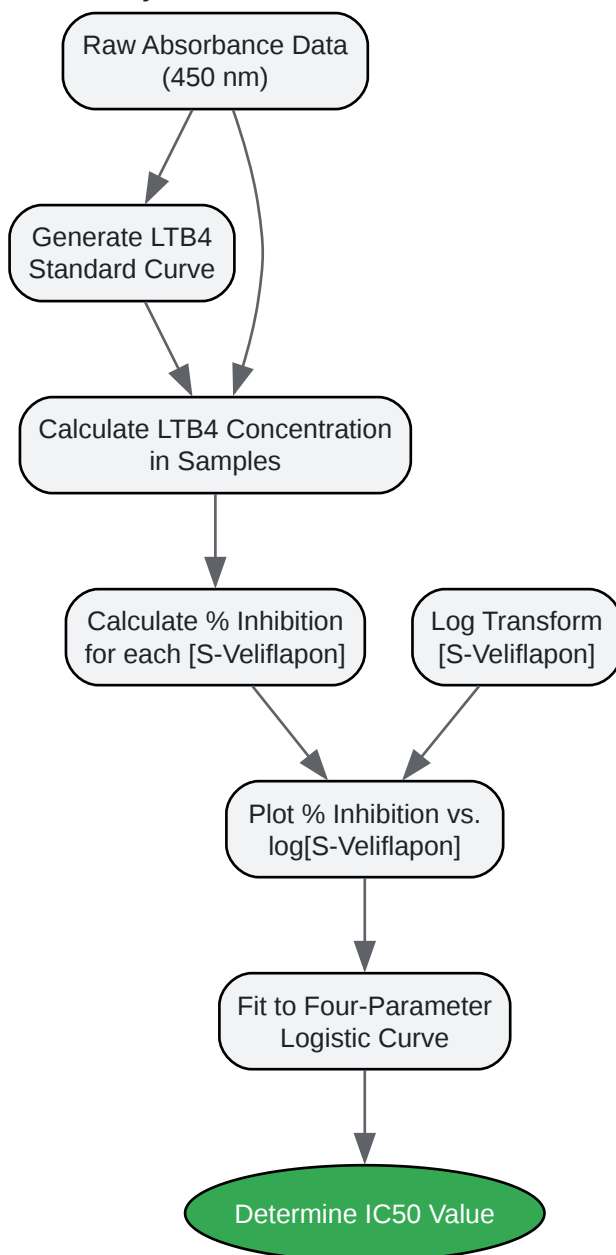 Raw Absorbance Data
(450 nm)
Generate LTB4
Standard Curve
Calculate LTB4 Concentration
in Samples
Calculate % Inhibition
for each [S-Veliflapon]
Log Transform
[S-Veliflapon]
Plot % Inhibition vs.
log[S-Veliflapon]
Fit to Four-Parameter
Logistic Curve
Determine IC50 Value